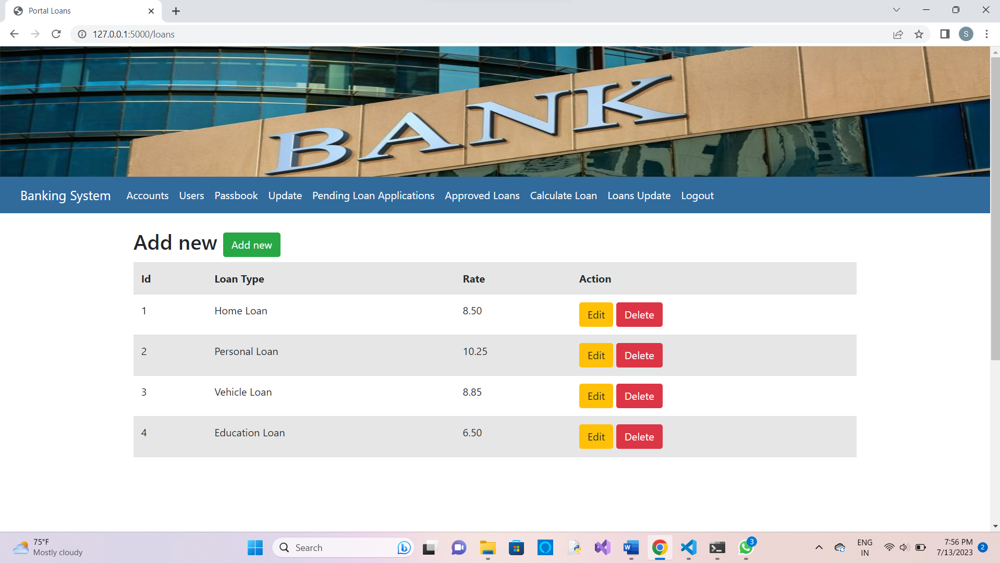 Portal Loans
127.0.0.1:5000/loans
S
BANK
Banking System Accounts Users Passbook Update Pending Loan Applications Approved Loans Calculate Loan Loans Update Logout
Add new Add new
Id Loan Type Rate Action
1 Home Loan 8.50 Edit Delete
2 Personal Loan 10.25 Edit Delete
3 Vehicle Loan 8.85 Edit Delete
4 Education Loan 6.50 Edit Delete
75°F
Mostly cloudy
Search
W
3
ENG
IN
7:56 PM
7/13/2023
2